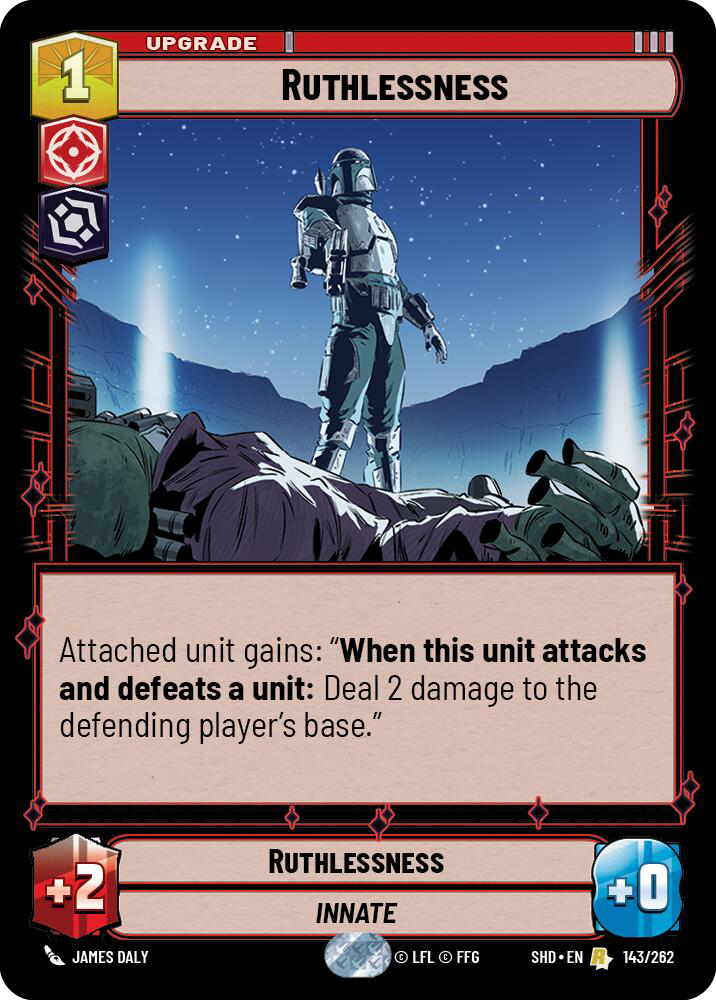 UPGRADE
1
RUTHLESSNESS
Attached unit gains: “When this unit attacks
and defeats a unit: Deal 2 damage to the
defending player’s base.”
+2
RUTHLESSNESS
+0
INNATE
JAMES DALY
© LFL © FFG
SHD • EN R 143/262